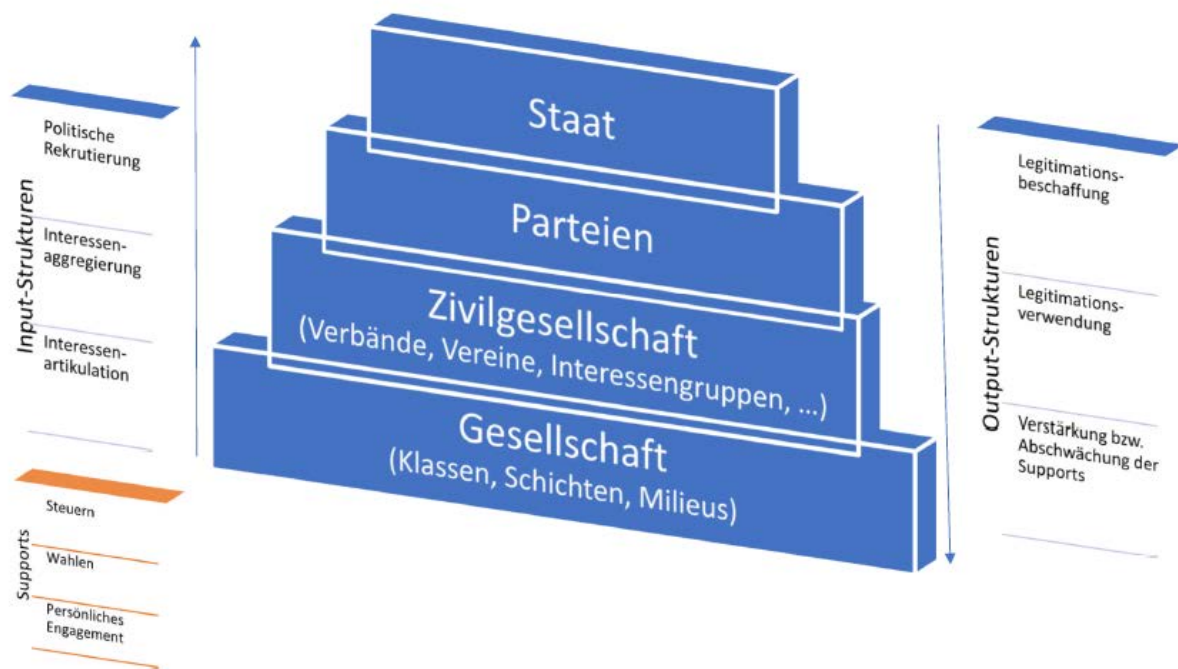 Input-Strukturen
Politische
Rekrutierung
Interessen-
aggregierung
Interessen-
artikulation
Supports
Steuern
Wahlen
Persönliches
Engagement
Staat
Parteien
Zivilgesellschaft
(Verbände, Vereine, Interessengruppen, ...)
Gesellschaft
(Klassen, Schichten, Milieus)
Output-Strukturen
Legitimations-
beschaffung
Legitimations-
verwendung
Verstärkung bzw.
Abschwächung der
Supports